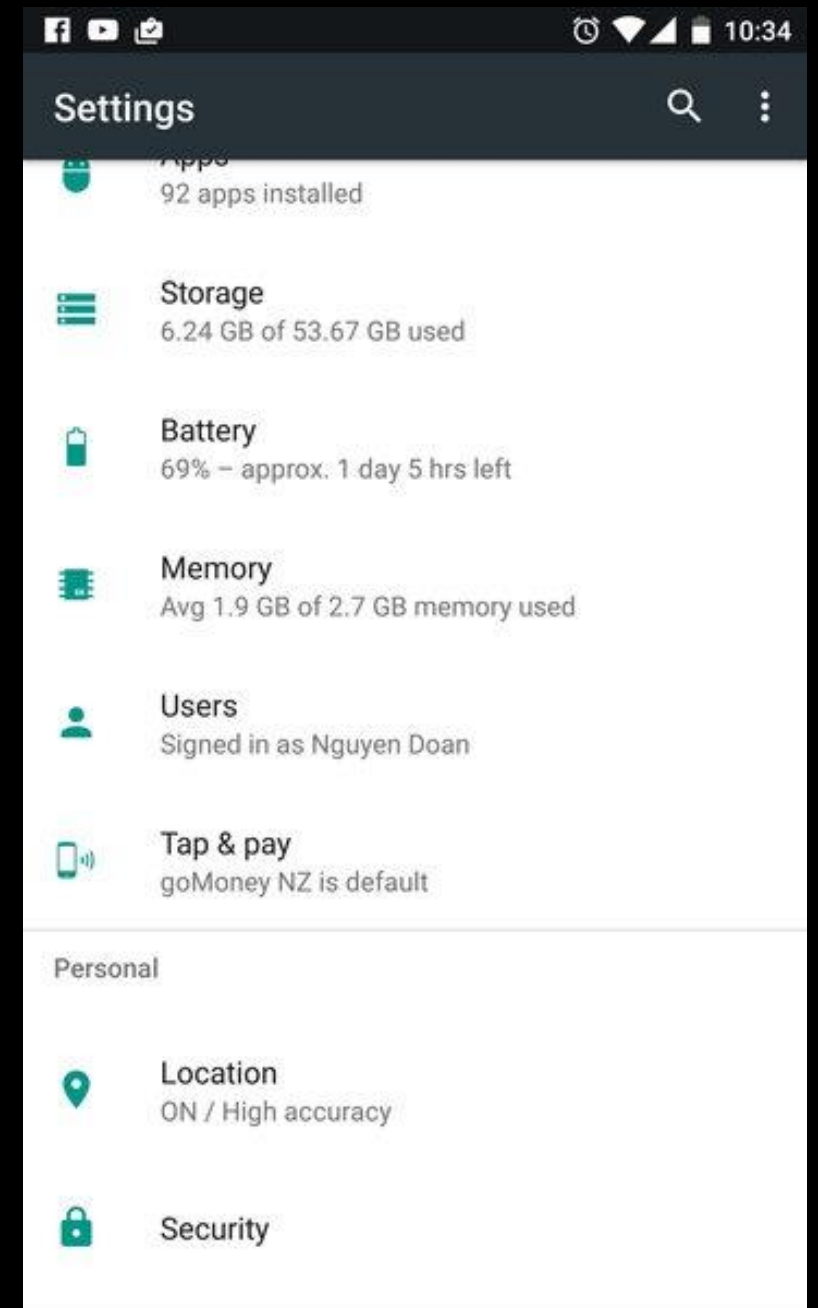 10:34
Settings
Apps
92 apps installed
Storage
6.24 GB of 53.67 GB used
Battery
69% – approx. 1 day 5 hrs left
Memory
Avg 1.9 GB of 2.7 GB memory used
Users
Signed in as Nguyen Doan
Tap & pay
goMoney NZ is default
Personal
Location
ON / High accuracy
Security